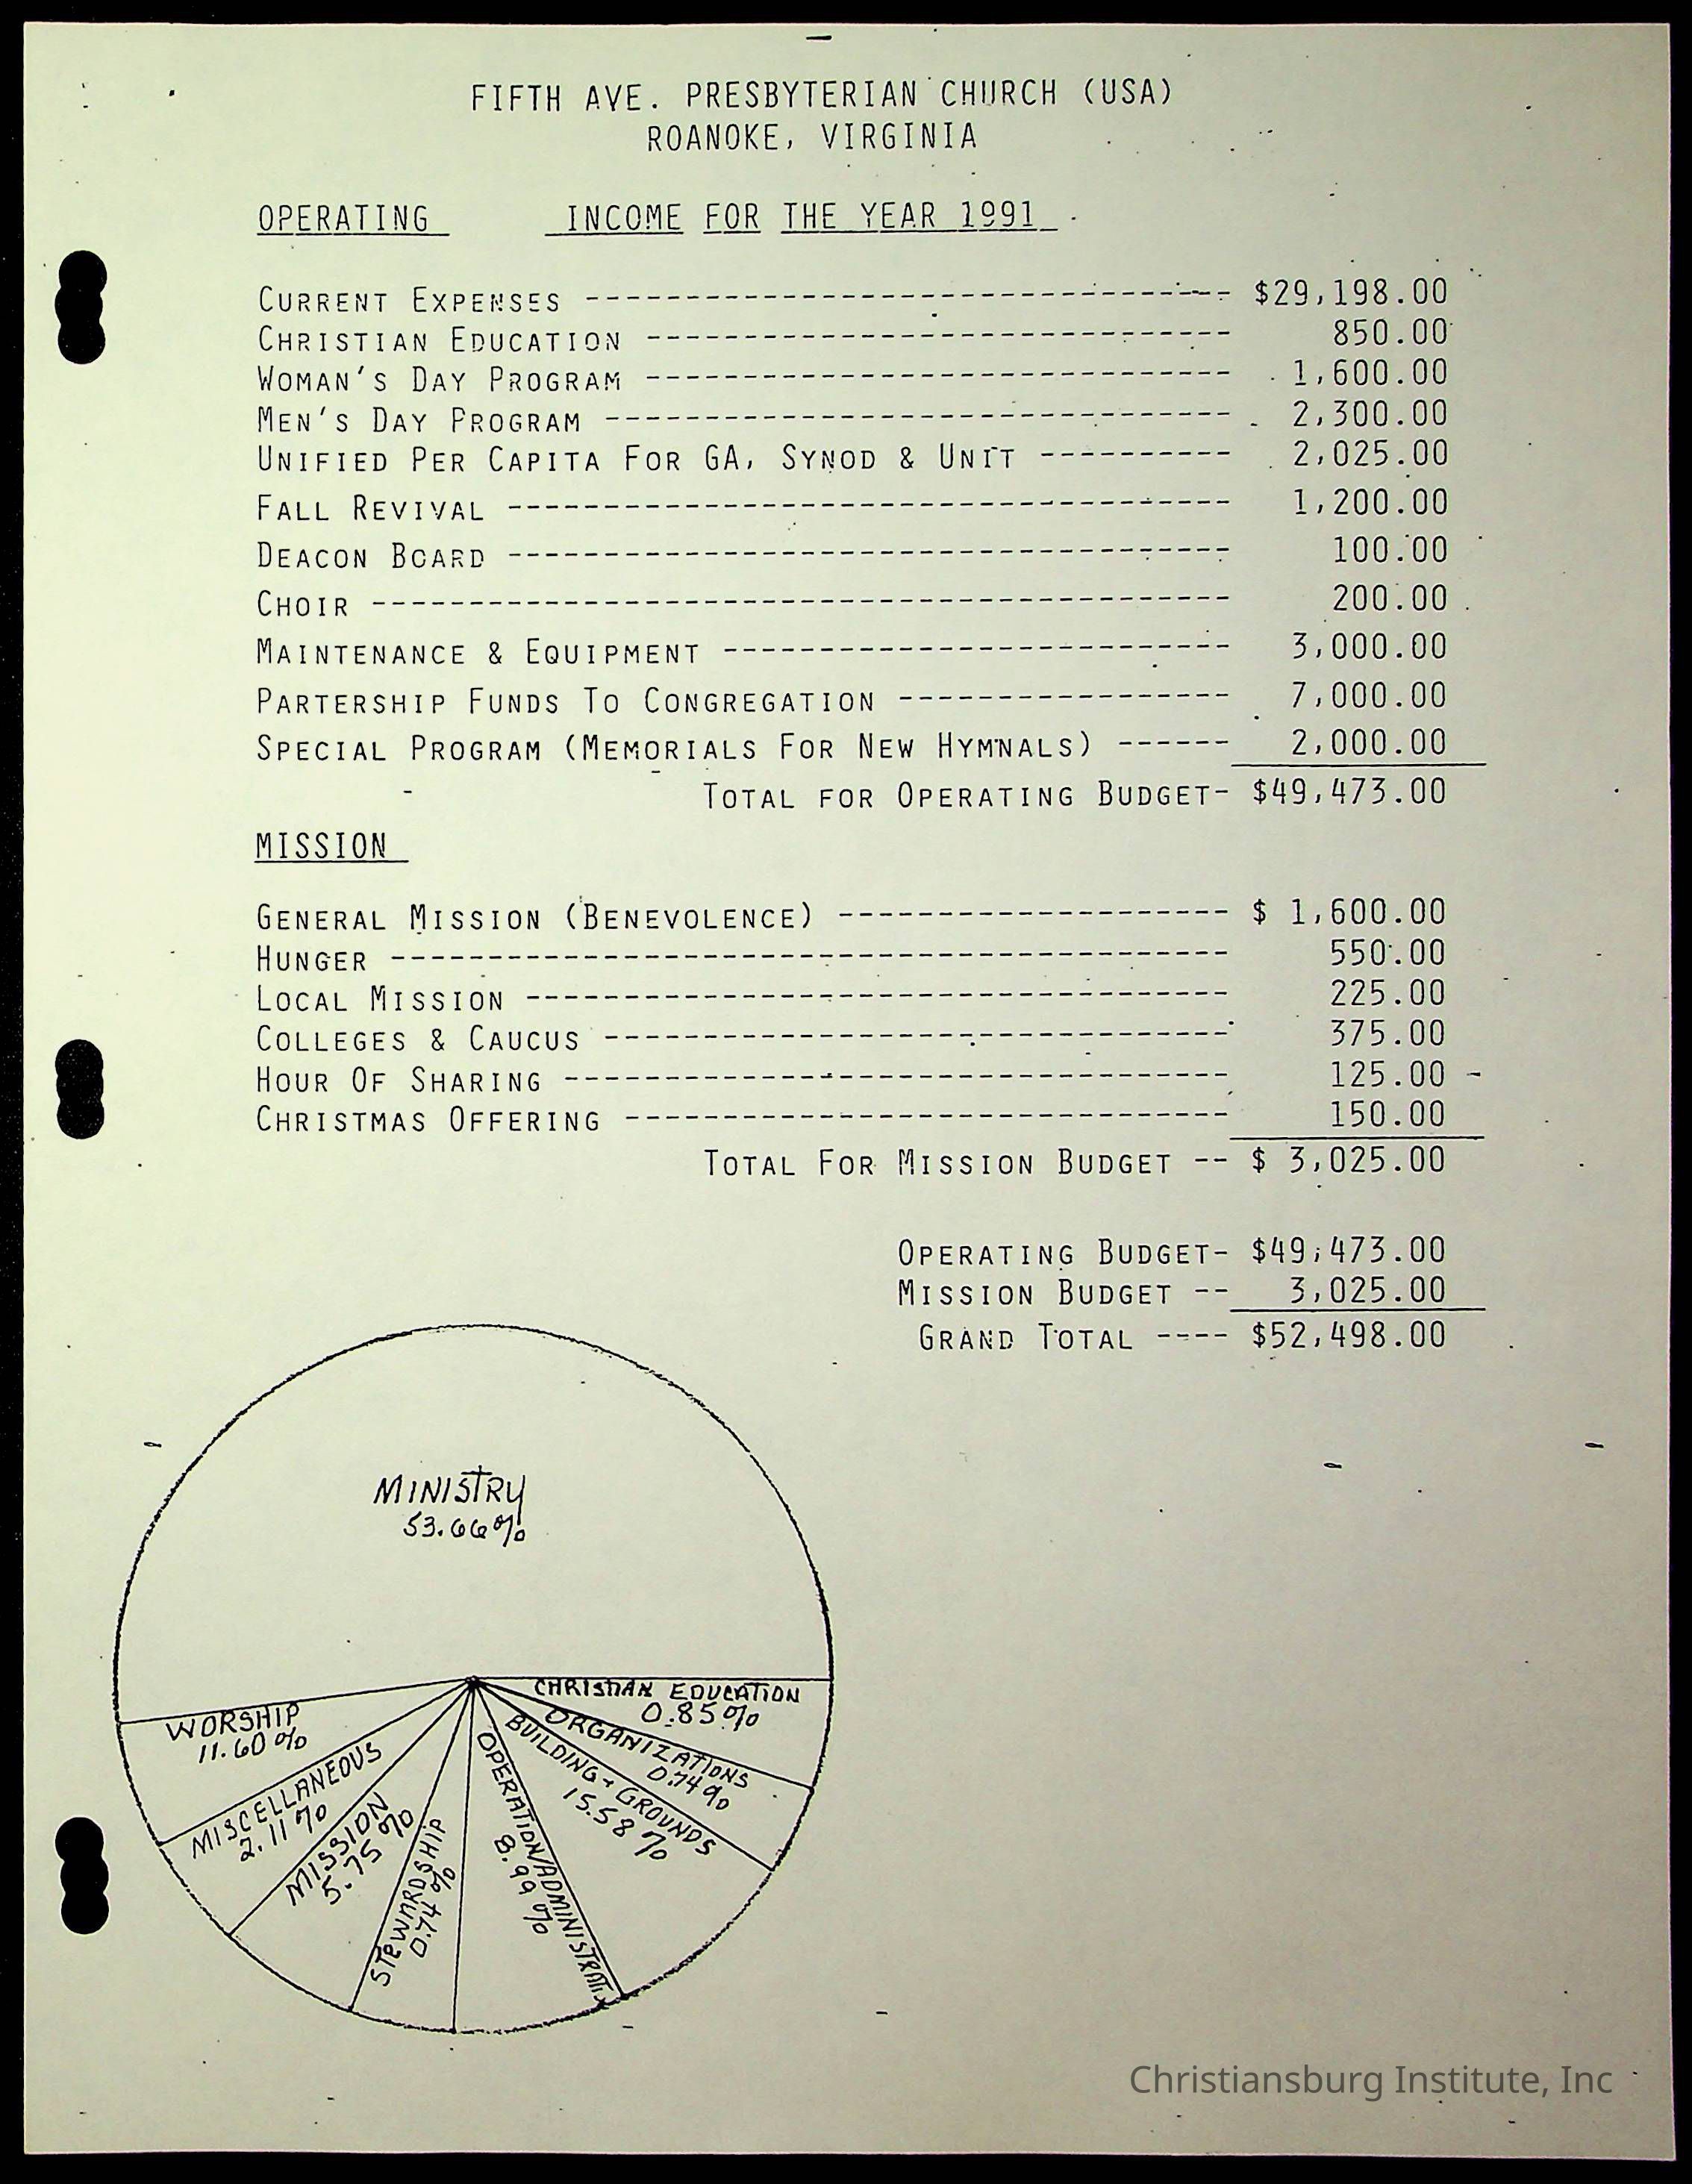 FIFTH AVE. PRESBYTERIAN CHURCH (USA)
ROANOKE, VIRGINIA
OPERATING INCOME FOR THE YEAR 1991
CURRENT EXPENSES ---------------------------------- $29,198.00
CHRISTIAN EDUCATION ------------------------------ 850.00
WOMAN'S DAY PROGRAM ------------------------------ 1,600.00
MEN'S DAY PROGRAM -------------------------------- 2,300.00
UNIFIED PER CAPITA FOR GA, SYNOD & UNIT ---------- 2,025.00
FALL REVIVAL ------------------------------------- 1,200.00
DEACON BOARD ------------------------------------- 100.00
CHOIR -------------------------------------------- 200.00
MAINTENANCE & EQUIPMENT -------------------------- 3,000.00
PARTERSHIP FUNDS TO CONGREGATION ----------------- 7,000.00
SPECIAL PROGRAM (MEMORIALS FOR NEW HYMNALS) ------ 2,000.00
TOTAL FOR OPERATING BUDGET- $49,473.00
MISSION
GENERAL MISSION (BENEVOLENCE) -------------------- $ 1,600.00
HUNGER ------------------------------------------- 550.00
LOCAL MISSION ------------------------------------ 225.00
COLLEGES & CAUCUS -------------------------------- 375.00
HOUR OF SHARING ---------------------------------- 125.00
CHRISTMAS OFFERING ------------------------------- 150.00
TOTAL FOR MISSION BUDGET -- $ 3,025.00
OPERATING BUDGET- $49,473.00
MISSION BUDGET -- 3,025.00
GRAND TOTAL ---- $52,498.00
MINISTRY
53.66%
CHRISTIAN EDUCATION
0.85%
ORGANIZATIONS
0.74%
BUILDING + GROUNDS
15.58%
OPERATION/ADMINISTRATI
8.99%
STEWARDSHIP
0.74%
MISSION
5.75%
MISCELLANEOUS
2.11%
WORSHIP
11.60%
Christiansburg Institute, Inc